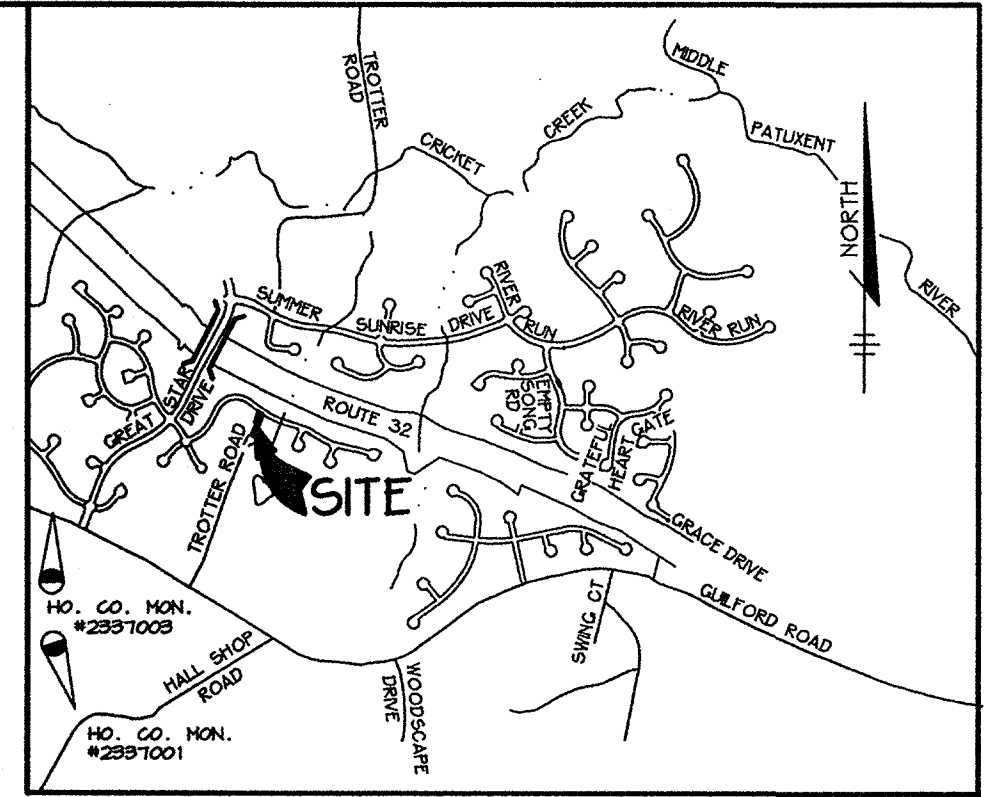 TROTTER
ROAD
MIDDLE
PATUXENT
RIVER
CRICKET
CREEK
NORTH
SUMMER
SUNRISE
DRIVE
RIVER
RUN
RIVER RUN
GREAT
STAR
DRIVE
ROUTE 32
EMPTY
SONG
RD
GRATEFUL
HEART GATE
TROTTER ROAD
SITE
GRACE DRIVE
GUILFORD ROAD
SWING CT
HO. CO. MON.
#2337003
HALL SHOP
ROAD
WOODSCAPE
DRIVE
HO. CO. MON.
#2337001